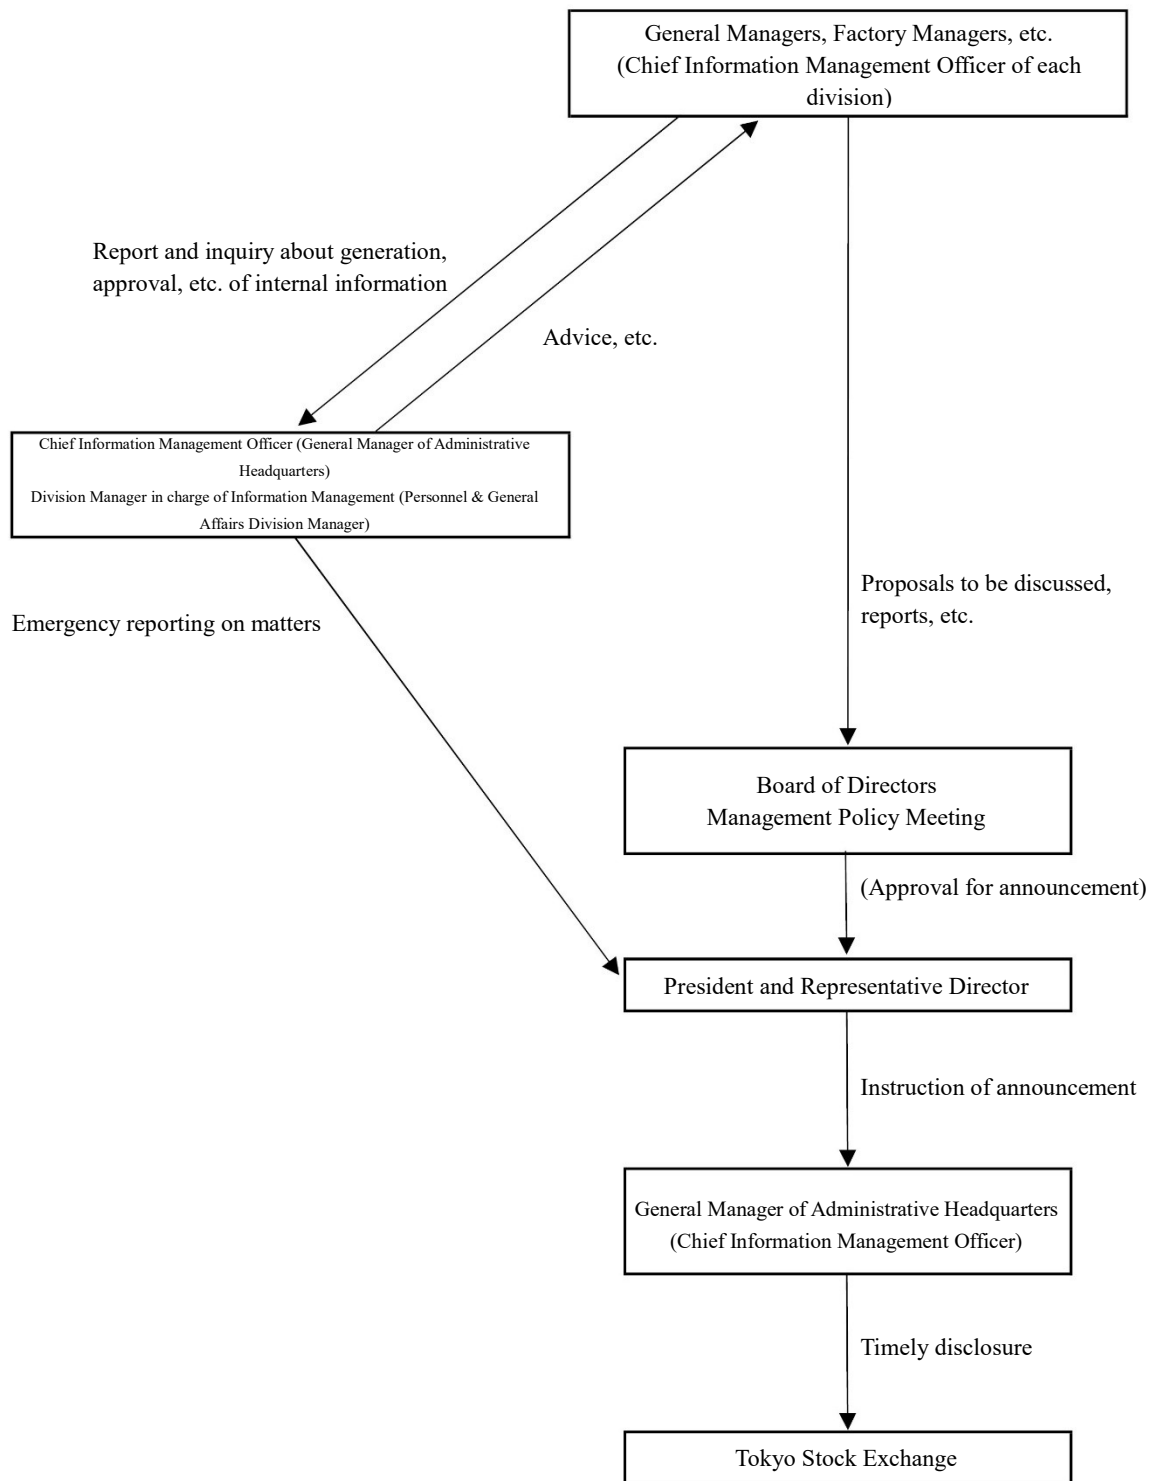 General Managers, Factory Managers, etc.
(Chief Information Management Officer of each
division)
Report and inquiry about generation,
approval, etc. of internal information
Advice, etc.
Chief Information Management Officer (General Manager of Administrative
Headquarters)
Division Manager in charge of Information Management (Personnel & General
Affairs Division Manager)
Emergency reporting on matters
Proposals to be discussed,
reports, etc.
Board of Directors
Management Policy Meeting
(Approval for announcement)
President and Representative Director
Instruction of announcement
General Manager of Administrative Headquarters
(Chief Information Management Officer)
Timely disclosure
Tokyo Stock Exchange